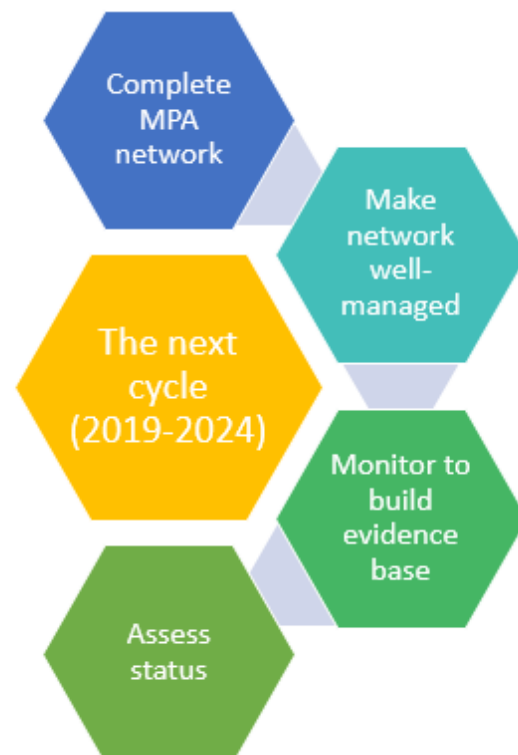 Complete
MPA
network
Make
network
well-
managed
The next
cycle
(2019-2024)
Monitor to
build
evidence
base
Assess
status